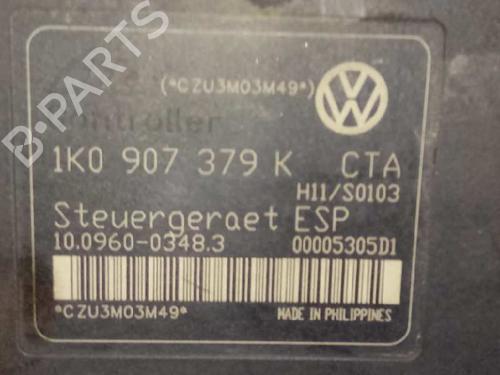 B-PARTS
(*CZU3M03M49*)
1K0 907 379 K CTA
H11/S0103
Steuergeraet ESP
10.0960-0348.3 00005305D1
*CZU3M03M49*
MADE IN PHILIPPINES